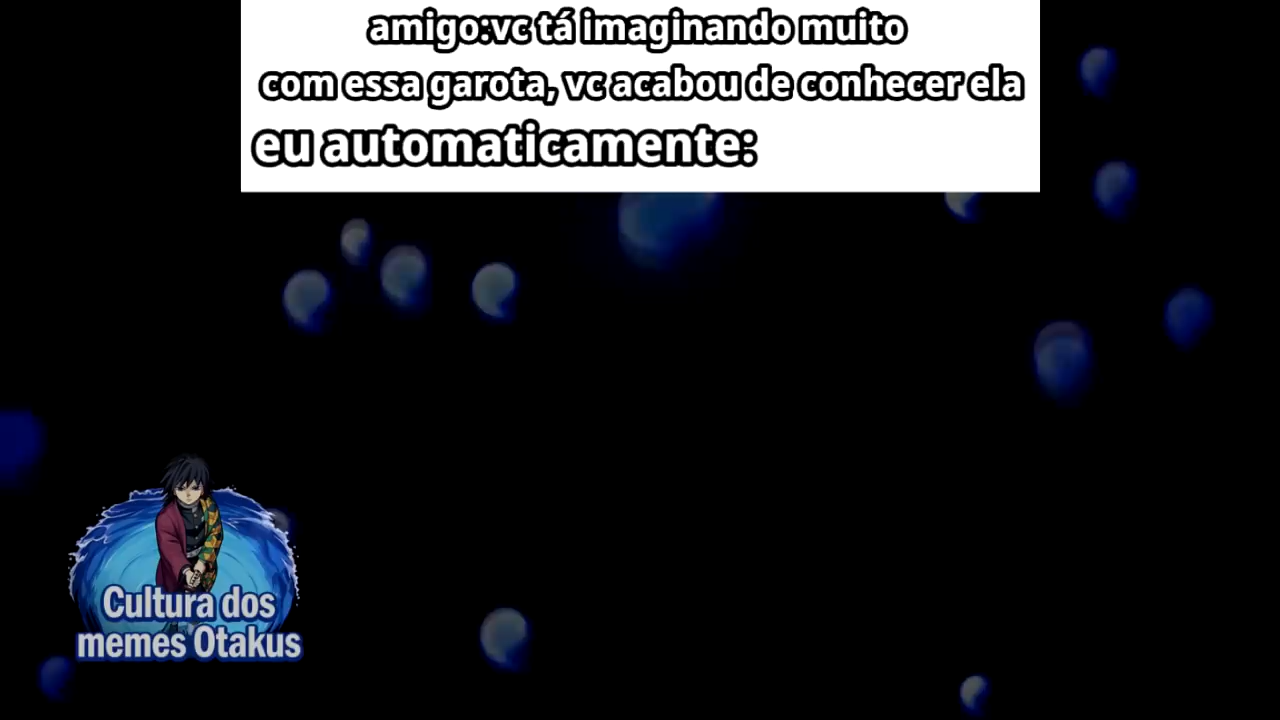 amigo:vc tá imaginando muito
com essa garota, vc acabou de conhecer ela
eu automaticamente:
Cultura dos
memes Otakus